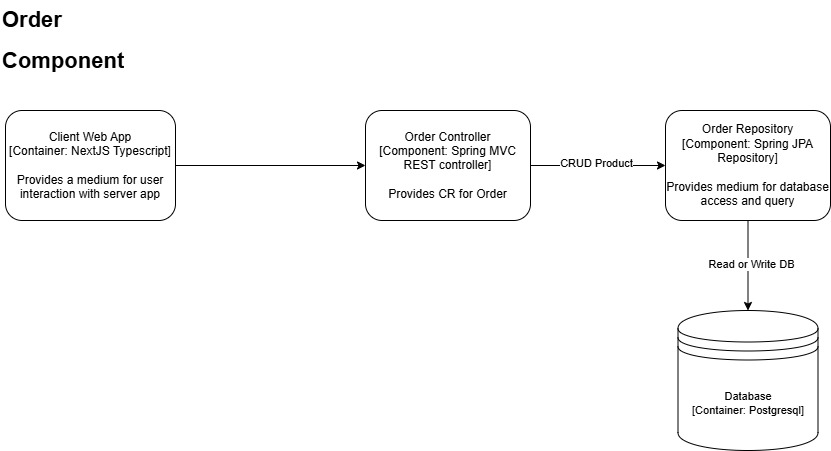 Order
Component
Client Web App
[Container: NextJS Typescript]
Provides a medium for user
interaction with server app
Order Controller
[Component: Spring MVC
REST controller]
Provides CR for Order
CRUD Product
Order Repository
[Component: Spring JPA
Repository]
Provides medium for database
access and query
Read or Write DB
Database
[Container: Postgresql]